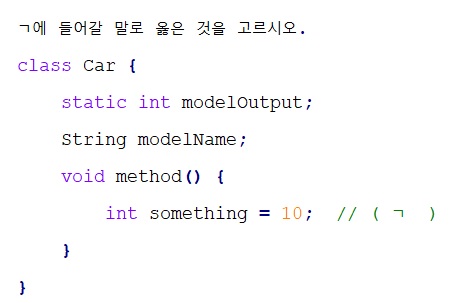 ㄱ에 들어갈 말로 옳은 것을 고르시오.
class Car {
static int modelOutput;
String modelName;
void method() {
int something = 10;  // ( ㄱ  )
}
}